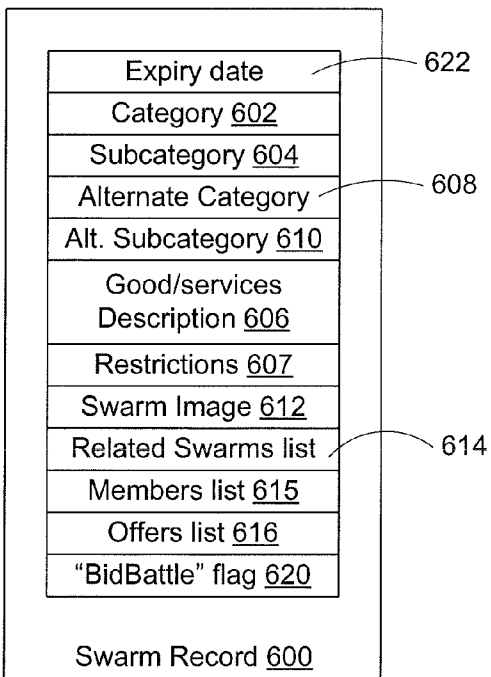 Expiry date 622
Category 602
Subcategory 604
Alternate Category 608
Alt. Subcategory 610
Good/services
Description 606
Restrictions 607
Swarm Image 612
Related Swarms list 614
Members list 615
Offers list 616
“BidBattle” flag 620
Swarm Record 600